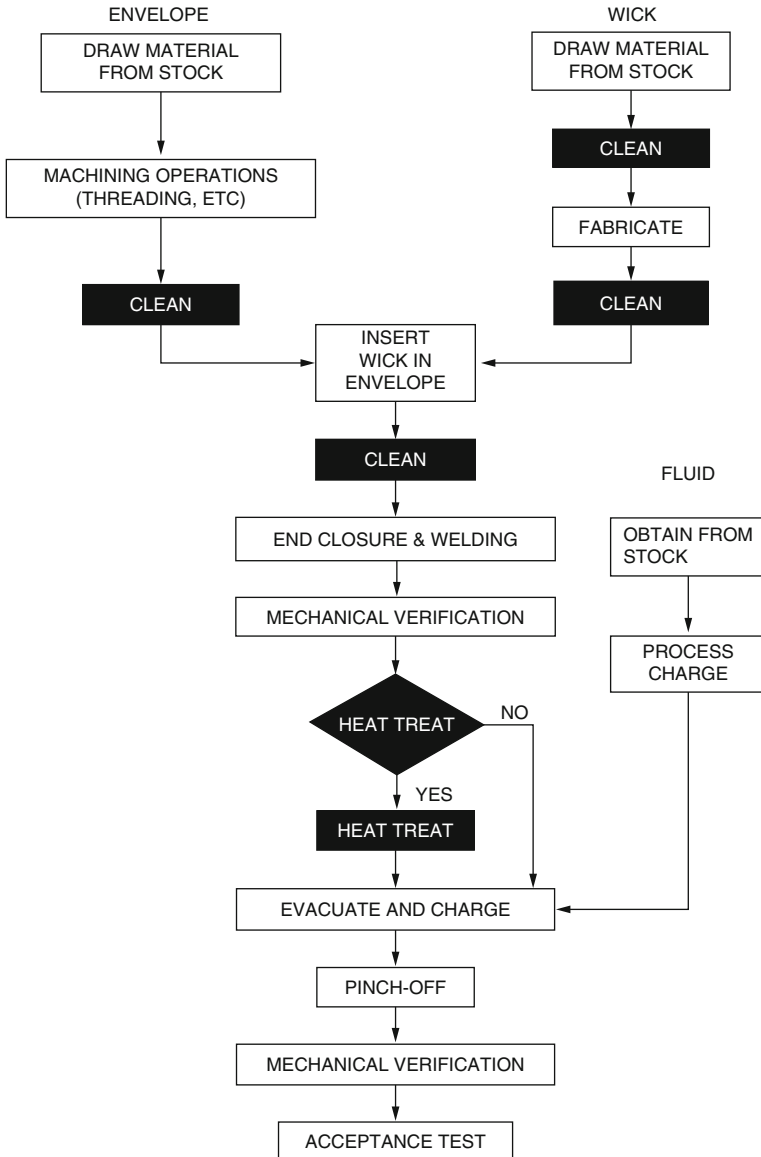 ENVELOPE
WICK
DRAW MATERIAL
FROM STOCK
DRAW MATERIAL
FROM STOCK
CLEAN
MACHINING OPERATIONS
(THREADING, ETC)
FABRICATE
CLEAN
CLEAN
INSERT
WICK IN
ENVELOPE
CLEAN
FLUID
END CLOSURE & WELDING
OBTAIN FROM
STOCK
MECHANICAL VERIFICATION
PROCESS
CHARGE
HEAT TREAT
NO
YES
HEAT TREAT
EVACUATE AND CHARGE
PINCH-OFF
MECHANICAL VERIFICATION
ACCEPTANCE TEST